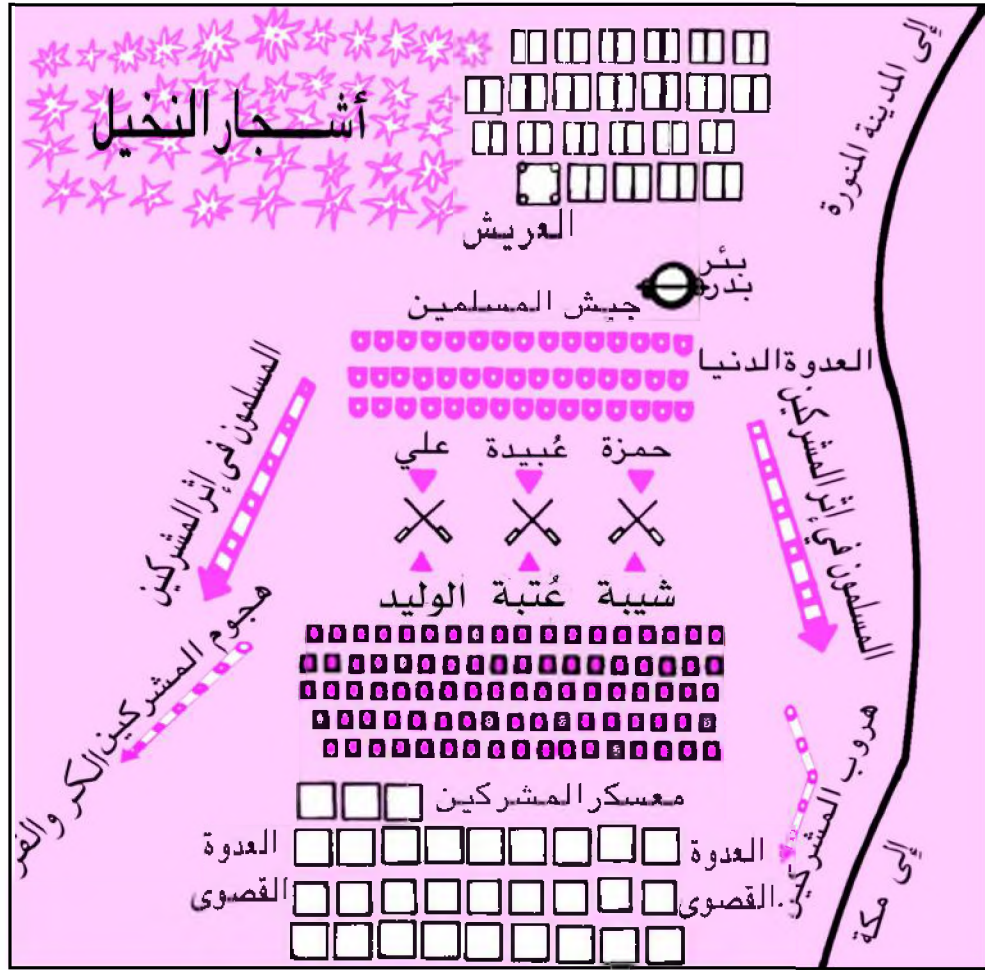 إلى المدينة المنورة
أشجار النخيل
العريش
بئر
بدر
جيش المسلمين
العدوة الدنيا
المسلمون في إثر المشركين
المسلمون في إثر المشركين
حمزة عُبيدة علي
شيبة عُتبة الوليد
هجوم المشركين الكر والفر
هروب المشركين
معسكر المشركين
العدوة
القصوى
العدوة
القصوى
إلى مكة